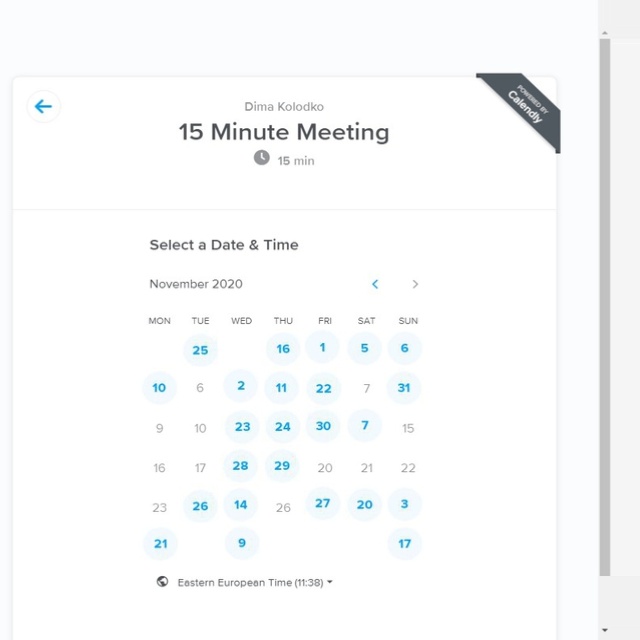 POWERED BY
Calendly
Dima Kolodko
15 Minute Meeting
15 min
Select a Date & Time
November 2020
MON TUE WED THU FRI SAT SUN
25 16 1 5 6
10 6 2 11 22 7 31
9 10 23 24 30 7 15
16 17 28 29 20 21 22
23 26 14 26 27 20 3
21 9 17
Eastern European Time (11:38)